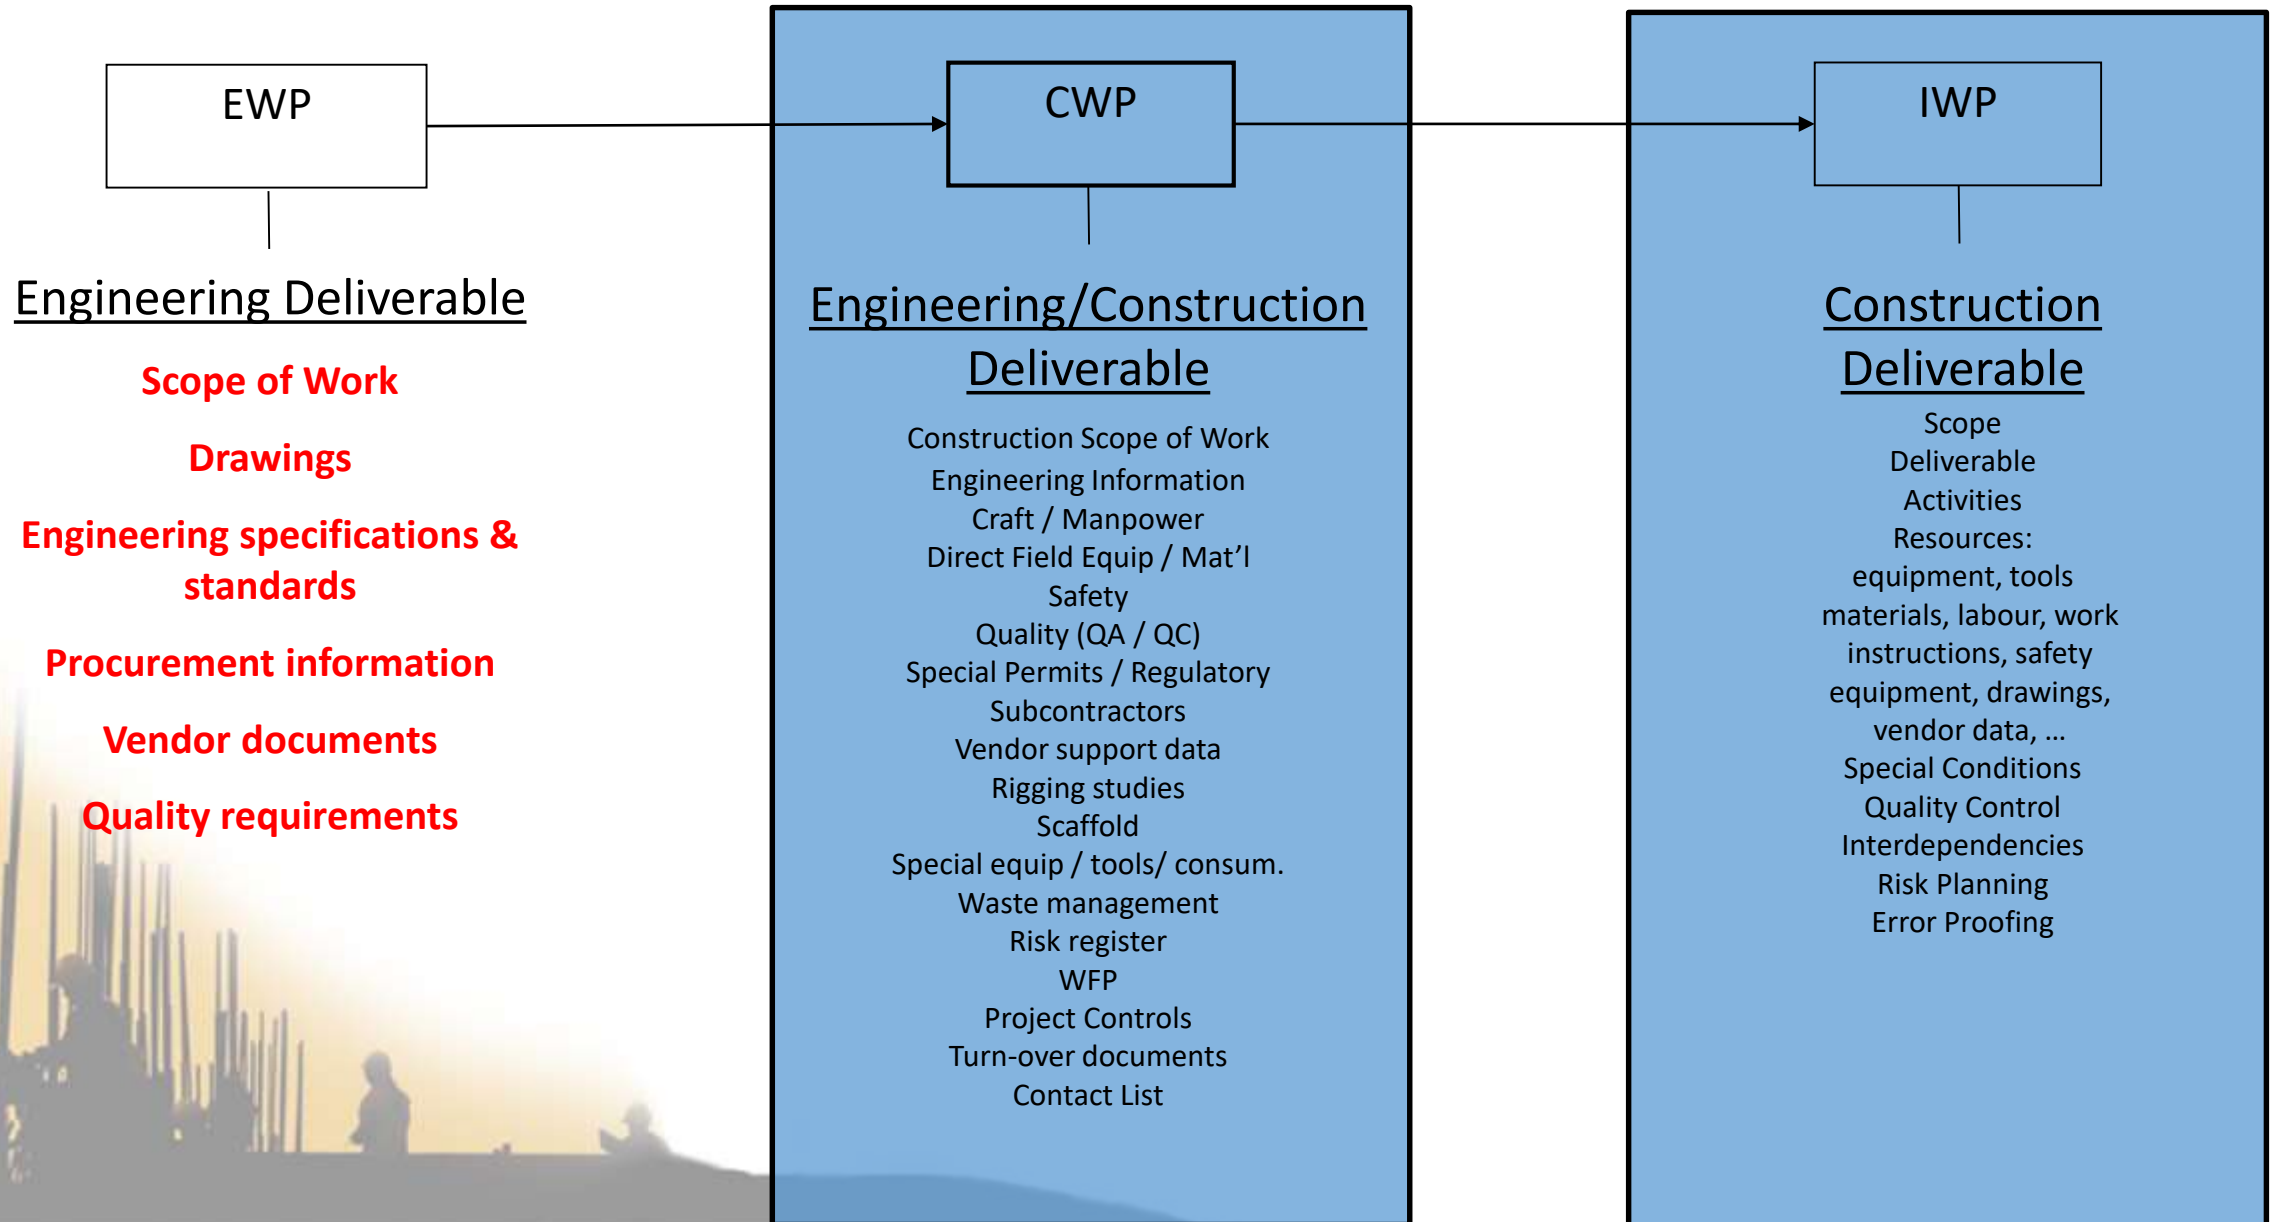 EWP
CWP
IWP
Engineering Deliverable
Scope of Work
Drawings
Engineering specifications &
standards
Procurement information
Vendor documents
Quality requirements
Engineering/Construction
Deliverable
Construction Scope of Work
Engineering Information
Craft / Manpower
Direct Field Equip / Mat’l
Safety
Quality (QA / QC)
Special Permits / Regulatory
Subcontractors
Vendor support data
Rigging studies
Scaffold
Special equip / tools/ consum.
Waste management
Risk register
WFP
Project Controls
Turn-over documents
Contact List
Construction
Deliverable
Scope
Deliverable
Activities
Resources:
equipment, tools
materials, labour, work
instructions, safety
equipment, drawings,
vendor data, …
Special Conditions
Quality Control
Interdependencies
Risk Planning
Error Proofing